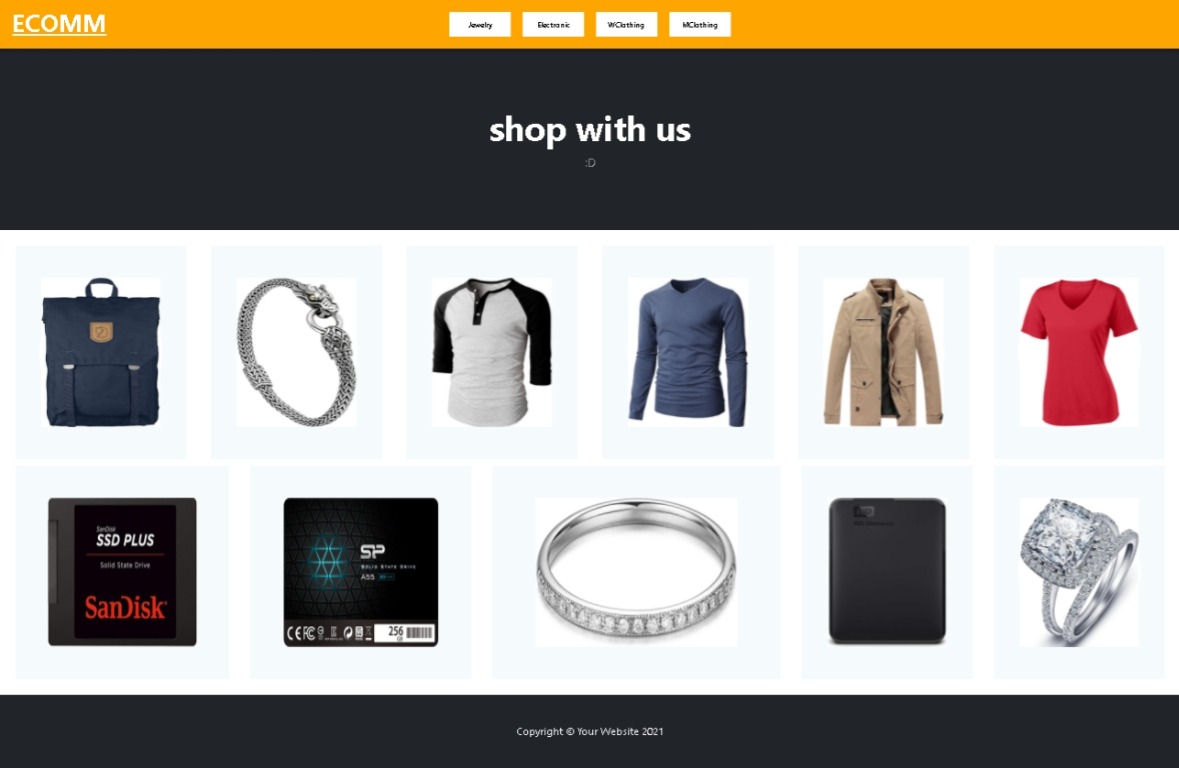 ECOMM
Jewelry
Electronic
WClothing
MClothing
shop with us
:D
SanDisk
SSD PLUS
Solid State Drive
SanDisk
SP
SOLID STATE DRIVE
A55
256
Copyright © Your Website 2021